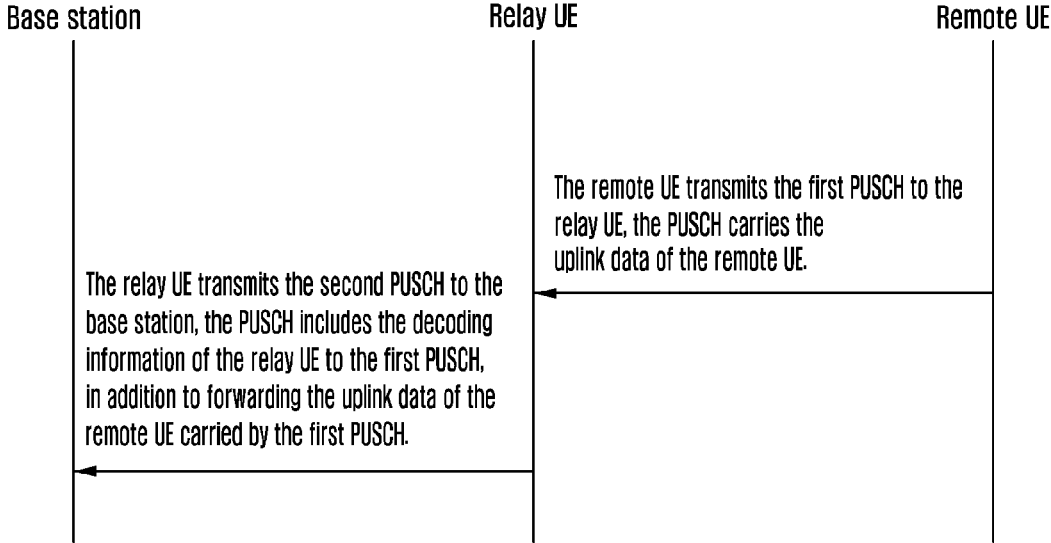 Base station
Relay UE
Remote UE
The remote UE transmits the first PUSCH to the
relay UE, the PUSCH carries the
uplink data of the remote UE.
The relay UE transmits the second PUSCH to the
base station, the PUSCH includes the decoding
information of the relay UE to the first PUSCH,
in addition to forwarding the uplink data of the
remote UE carried by the first PUSCH.